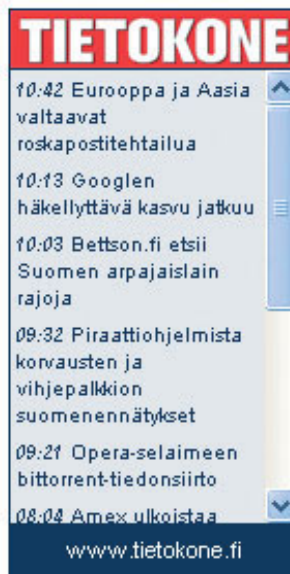 TIETOKONE
10:42 Eurooppa ja Aasia
valtaavat
roskapostitehtailua
10:13 Googlen
häkellyttävä kasvu jatkuu
10:03 Bettson.fi etsii
Suomen arpajaislain
rajoja
09:32 Piraattiohjelmista
korvausten ja
vihjepalkkion
suomenennätykset
09:21 Opera-selaimeen
bittorrent-tiedonsiirto
08:04 Amex ulkoistaa
www.tietokone.fi